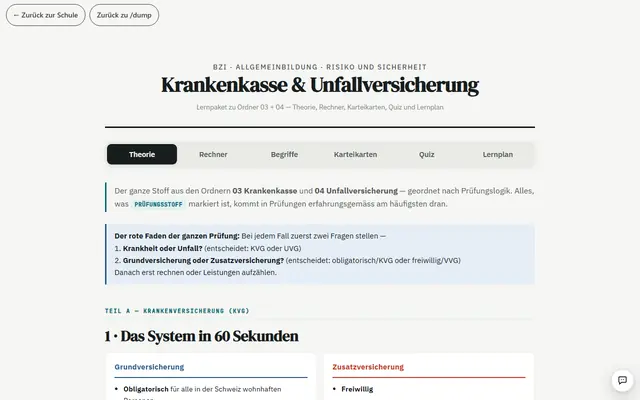 ← Zurück zur Schule
Zurück zu /dump
BZI · ALLGEMEINBILDUNG · RISIKO UND SICHERHEIT
Krankenkasse & Unfallversicherung
Lernpaket zu Ordner 03 + 04 — Theorie, Rechner, Karteikarten, Quiz und Lernplan.
Theorie Rechner Begriffe Karteikarten Quiz Lernplan
Der ganze Stoff aus den Ordnern 03 Krankenkasse und 04 Unfallversicherung — geordnet nach Prüfungslogik. Alles,
was PRÜFUNGSSTOFF markiert ist, kommt in Prüfungen erfahrungsgemäss am häufigsten dran.
Der rote Faden der ganzen Prüfung: Bei jedem Fall zuerst zwei Fragen stellen —
1. Krankheit oder Unfall? (entscheidet: KVG oder UVG)
2. Grundversicherung oder Zusatzversicherung? (entscheidet: obligatorisch/KVG oder freiwillig/VVG)
Danach erst rechnen oder Leistungen aufzählen.
TEIL A — KRANKENVERSICHERUNG (KVG)
1 · Das System in 60 Sekunden
Grundversicherung
• Obligatorisch für alle in der Schweiz wohnhaften
Zusatzversicherung
• Freiwillig